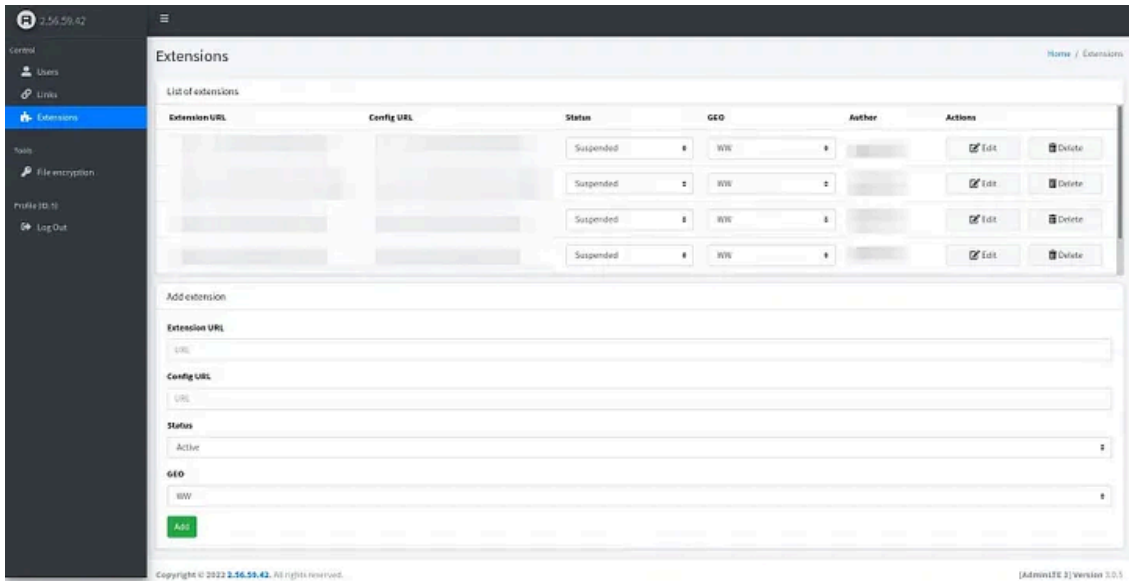 R 2.56.59.42
Control
Users
Links
Extensions
Tools
File encryption
Profile (ID: 1)
Log Out
Extensions
Home / Extensions
List of extensions
Extension URL Config URL Status GEO Author Actions
Suspended WW Edit Delete
Suspended WW Edit Delete
Suspended WW Edit Delete
Suspended WW Edit Delete
Add extension
Extension URL
URL
Config URL
URL
Status
Active
GEO
WW
Add
Copyright © 2022 2.56.59.42. All rights reserved.
[AdminLTE 3] Version 3.0.5